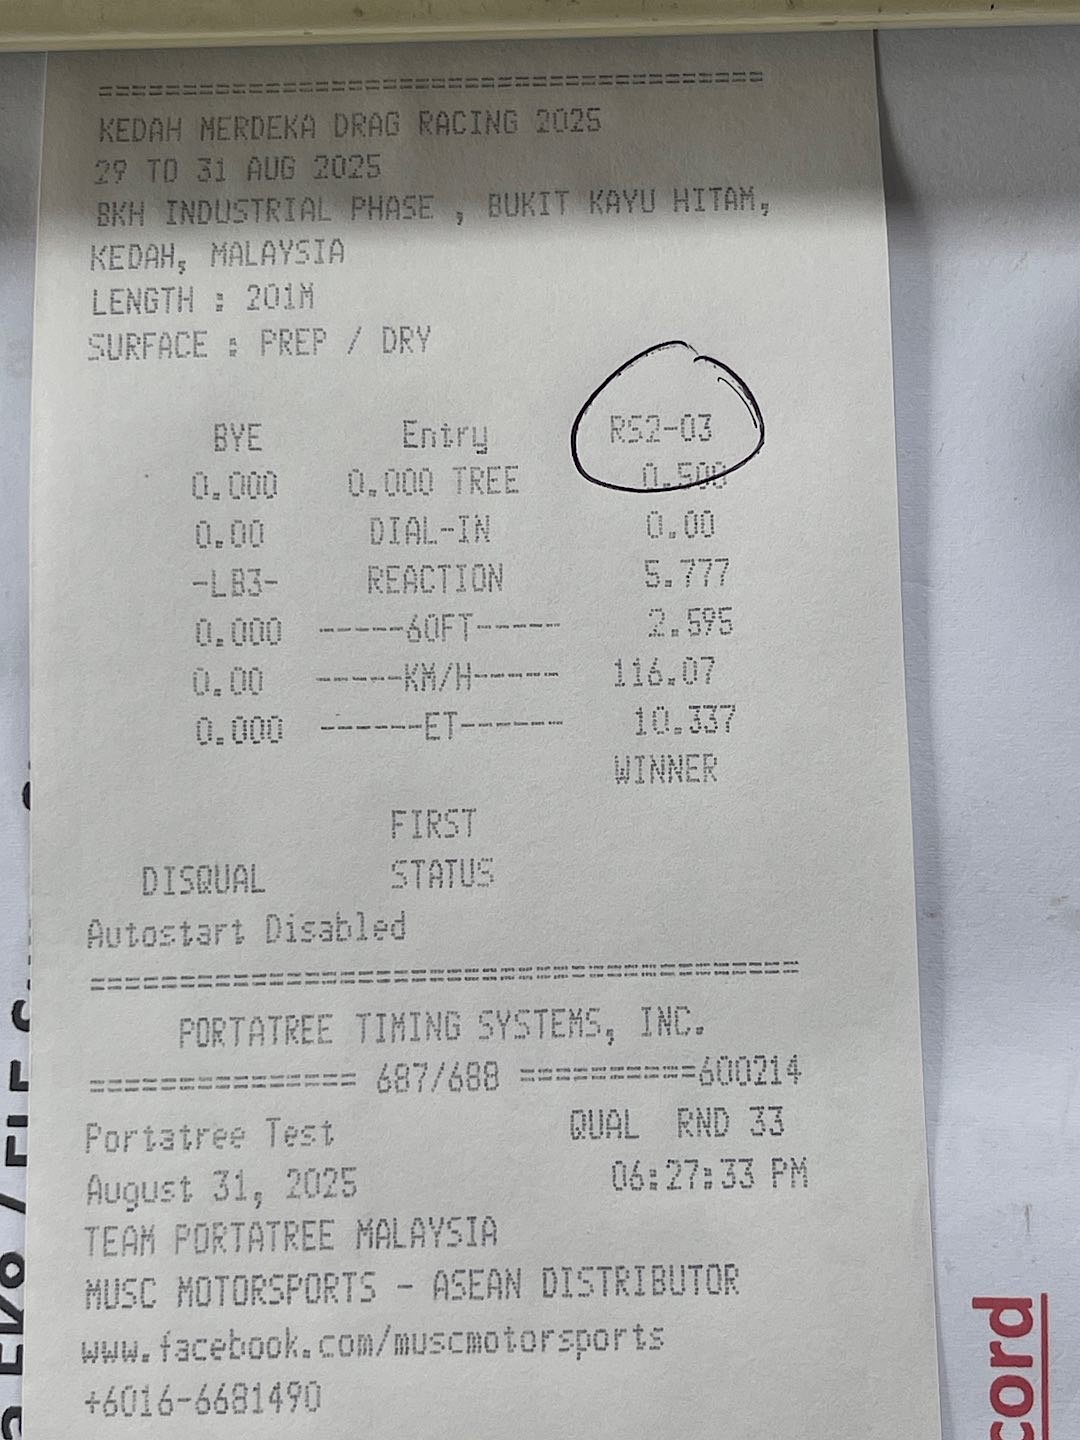 =======================================
KEDAH MERDEKA DRAG RACING 2025
29 TO 31 AUG 2025
BKH INDUSTRIAL PHASE , BUKIT KAYU HITAM,
KEDAH, MALAYSIA
LENGTH : 201M
SURFACE : PREP / DRY
BYE Entry RS2-03
0.000 0.000 TREE 0.500
0.00 DIAL-IN 0.00
-LB3- REACTION 5.777
0.000 -----60FT----- 2.595
0.00 -----KM/H----- 116.07
0.000 ------ET------ 10.337
WINNER
FIRST
DISQUAL STATUS
Autostart Disabled
========================================
PORTATREE TIMING SYSTEMS, INC.
=============== 687/688 ==========600214
Portatree Test QUAL RND 33
August 31, 2025 06:27:33 PM
TEAM PORTATREE MALAYSIA
MUSC MOTORSPORTS - ASEAN DISTRIBUTOR
www.facebook.com/muscmotorsports
+6016-6681490
cord